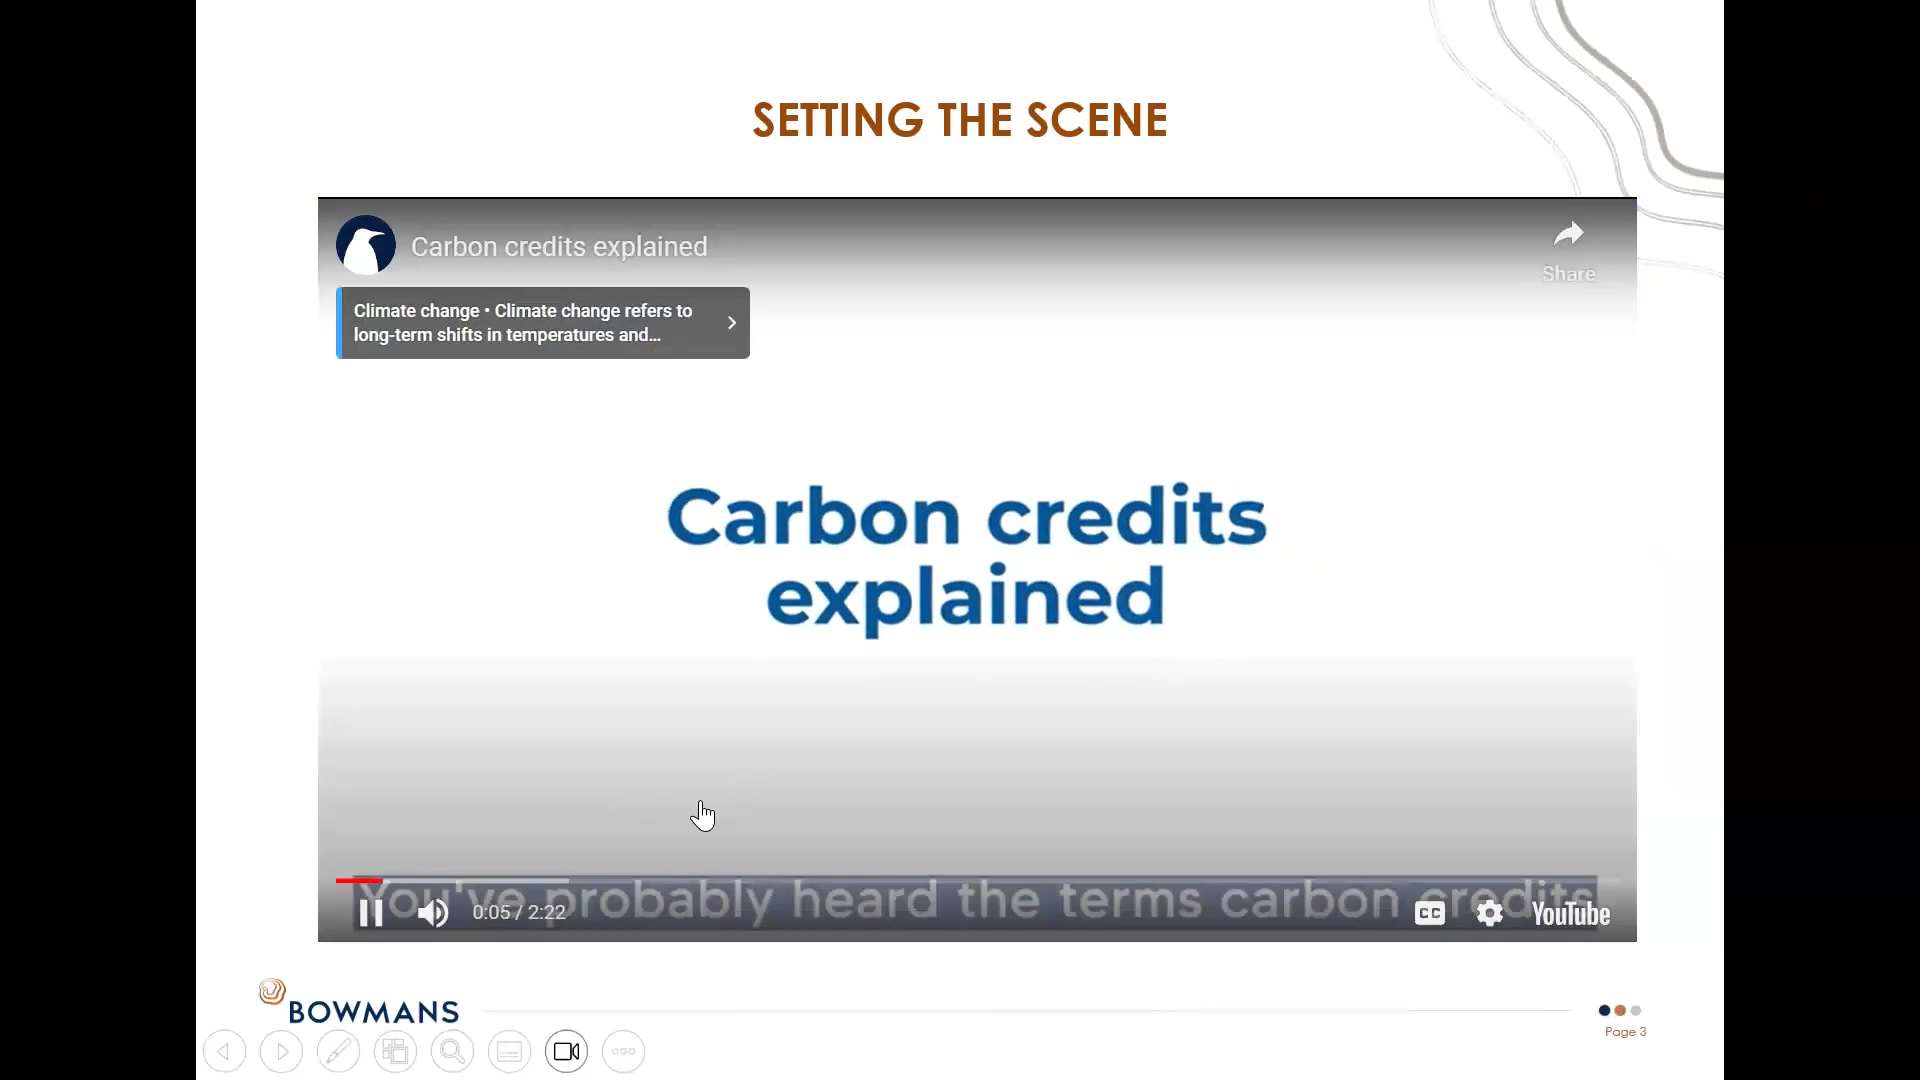 SETTING THE SCENE
Carbon credits explained
Share
Climate change • Climate change refers to
long-term shifts in temperatures and...
Carbon credits
explained
You've probably heard the terms carbon credits
0:05 / 2:22
CC
YouTube
BOWMANS
Page 3